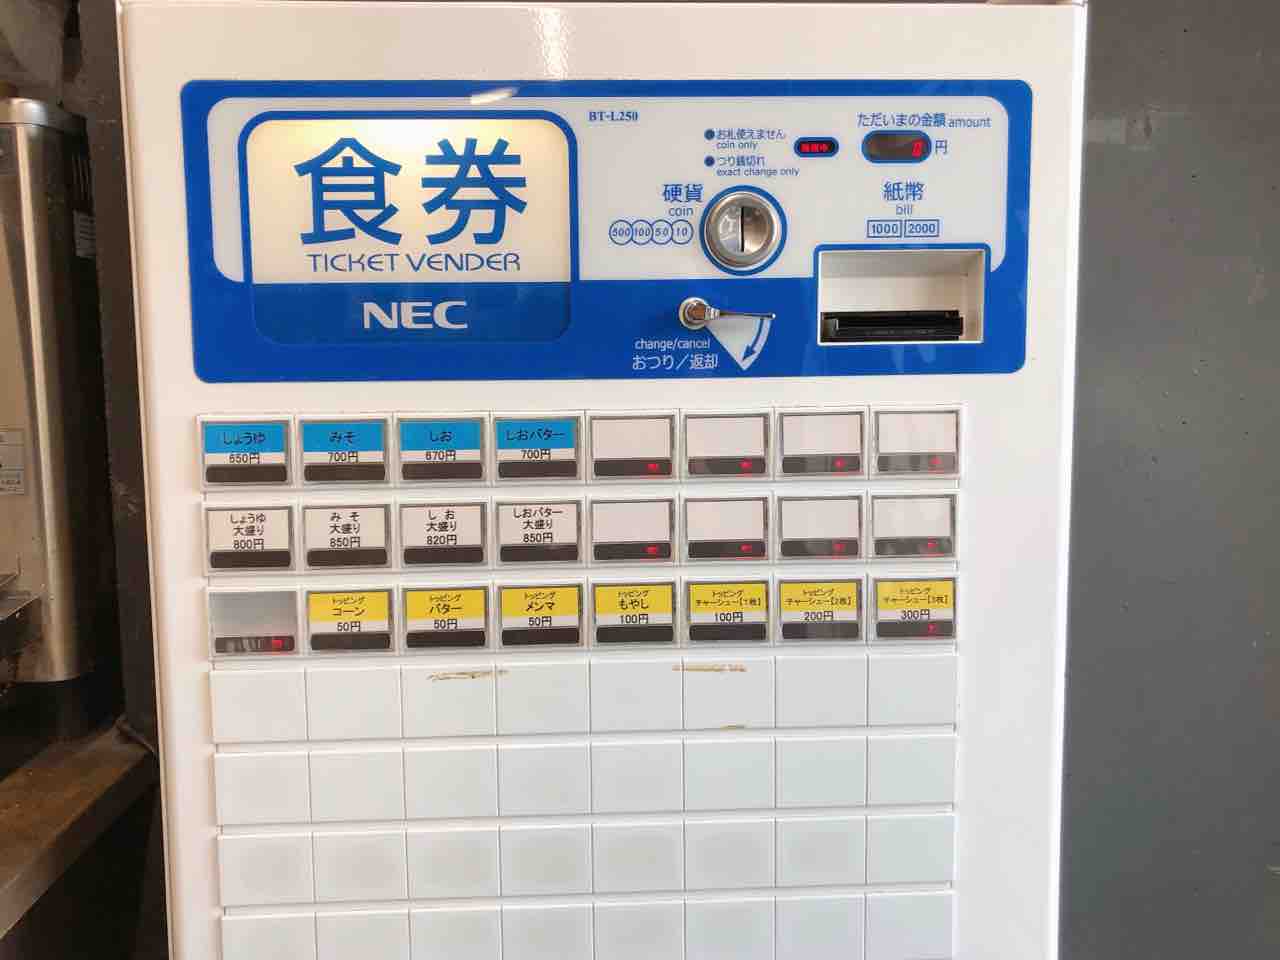 BT-L250
食券
TICKET VENDER
NEC
お札使えません
coin only
つり銭切れ
exact change only
ただいまの金額 amount
0 円
硬貨
coin
500 100 50 10
紙幣
bill
1000 2000
change/cancel
おつり／返却
しょうゆ
650円
みそ
700円
しお
670円
しおバター
700円
しょうゆ
大盛り
800円
みそ
大盛り
850円
しお
大盛り
820円
しおバター
大盛り
850円
トッピング
コーン
50円
トッピング
バター
50円
トッピング
メンマ
50円
トッピング
もやし
100円
トッピング
チャーシュー[1枚]
100円
トッピング
チャーシュー[2枚]
200円
トッピング
チャーシュー[3枚]
300円